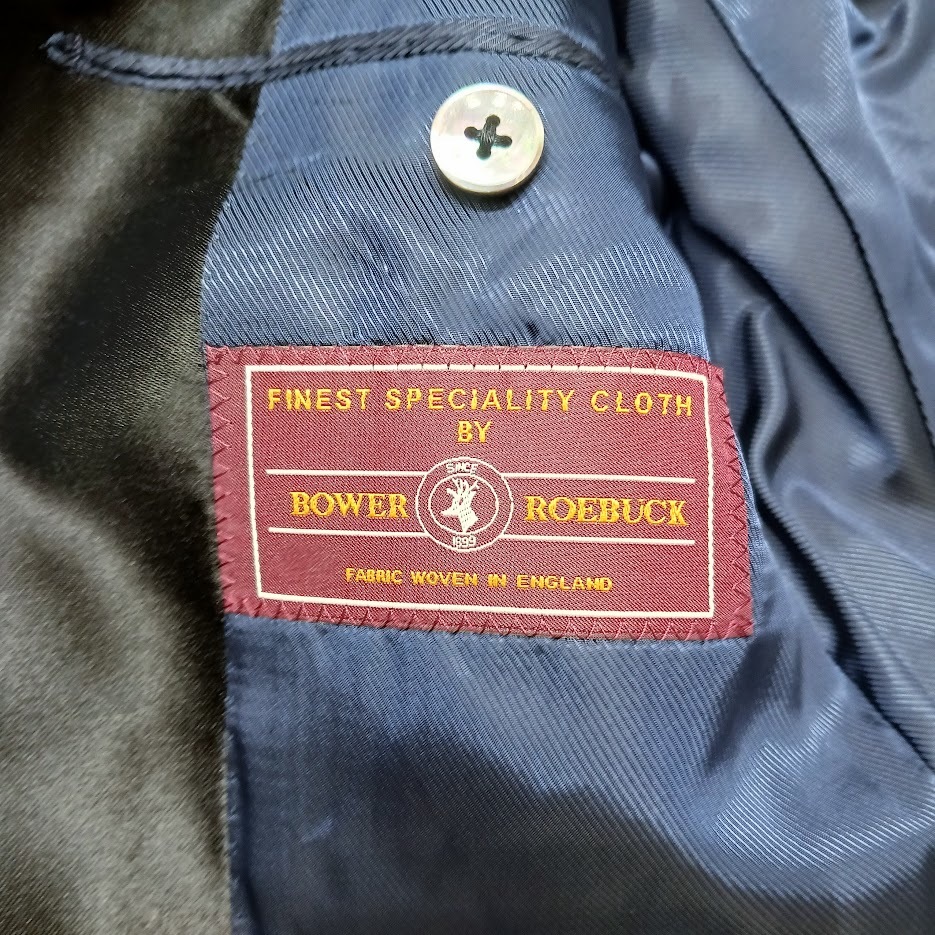 FINEST SPECIALITY CLOTH
BY
SINCE
BOWER ROEBUCK
1899
FABRIC WOVEN IN ENGLAND